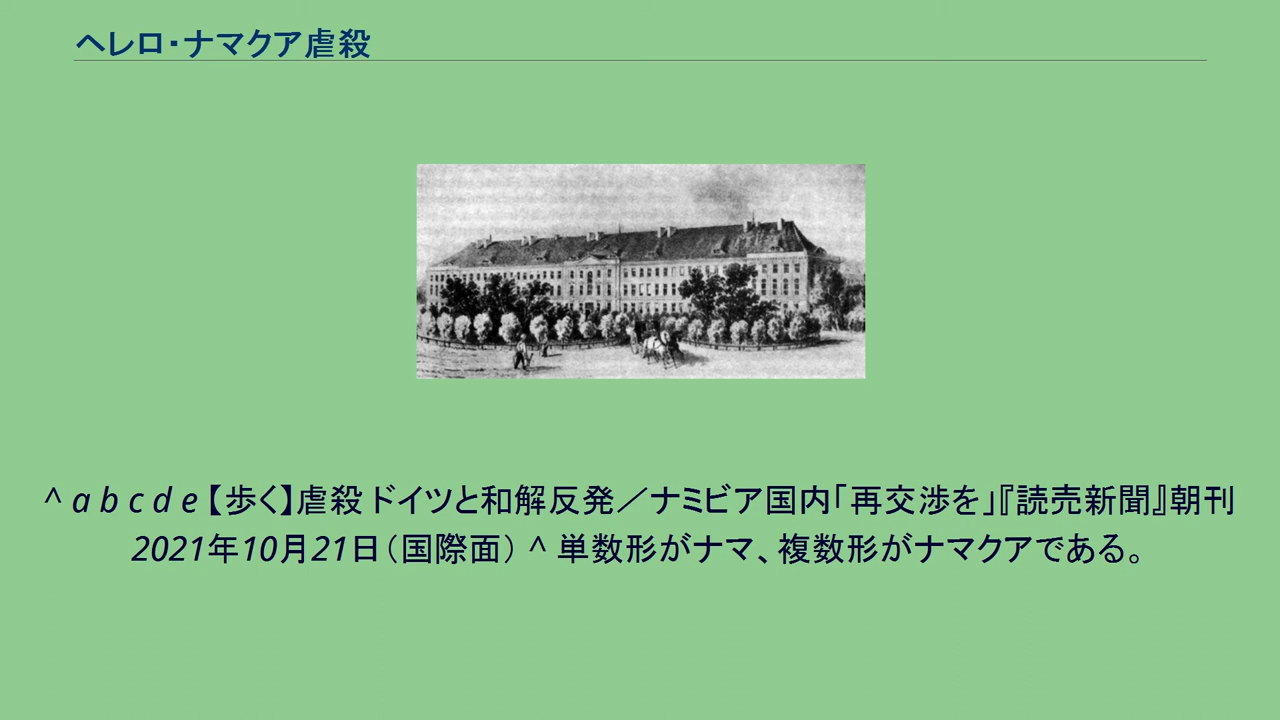 ヘレロ・ナマクア虐殺
^ a b c d e 【歩く】虐殺 ドイツと和解反発／ナミビア国内「再交渉を」『読売新聞』朝刊
2021年10月21日（国際面） ^ 単数形がナマ、複数形がナマクアである。